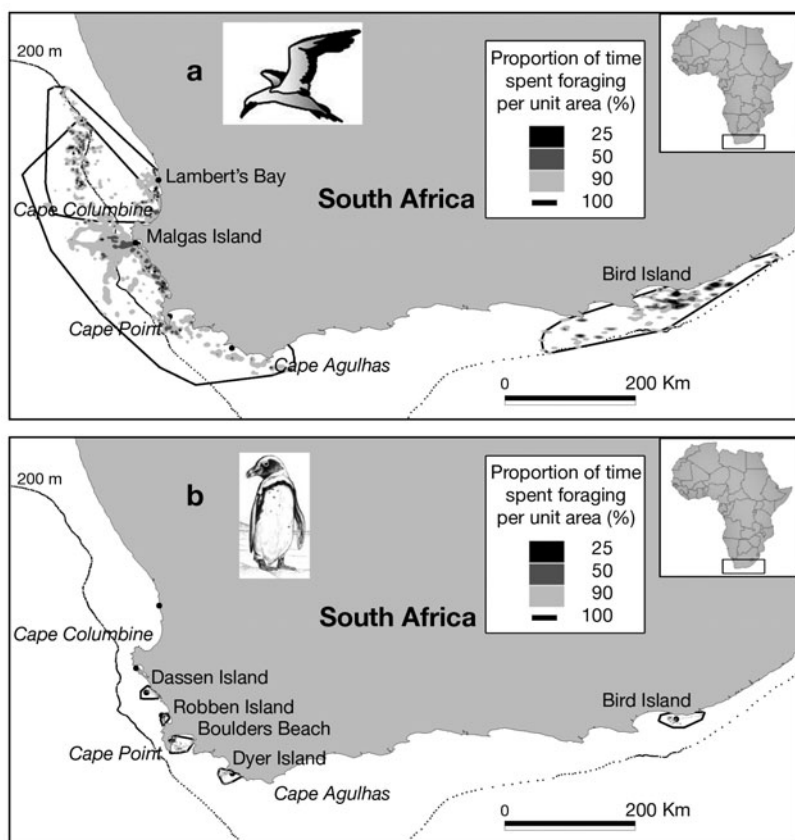 200 m
a
Proportion of time
spent foraging
per unit area (%)
25
50
90
100
Lambert's Bay
South Africa
Cape Columbine
Malgas Island
Bird Island
Cape Point
Cape Agulhas
0 200 Km
200 m
b
Proportion of time
spent foraging
per unit area (%)
25
50
90
100
South Africa
Cape Columbine
Dassen Island
Robben Island
Bird Island
Boulders Beach
Cape Point
Dyer Island
Cape Agulhas
0 200 Km